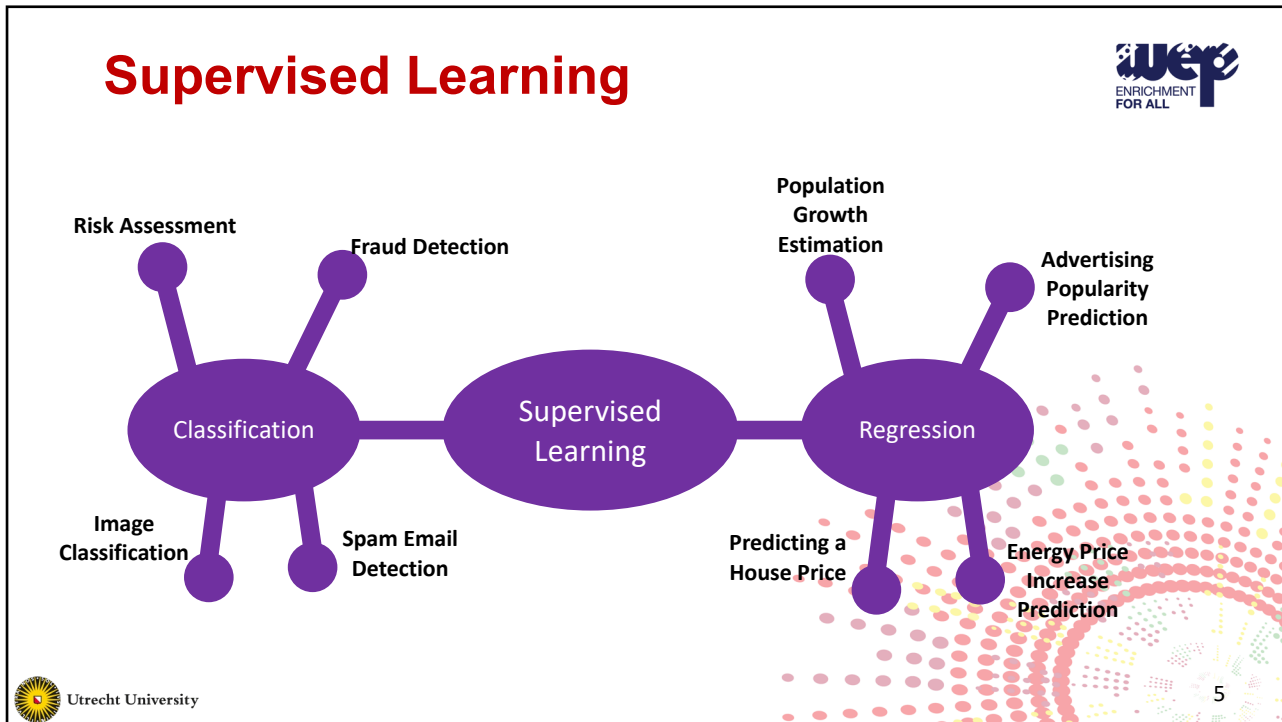 Supervised Learning
wep
ENRICHMENT
FOR ALL
Risk Assessment
Fraud Detection
Classification
Image
Classification
Spam Email
Detection
Supervised
Learning
Population
Growth
Estimation
Advertising
Popularity
Prediction
Regression
Predicting a
House Price
Energy Price
Increase
Prediction
Utrecht University
5